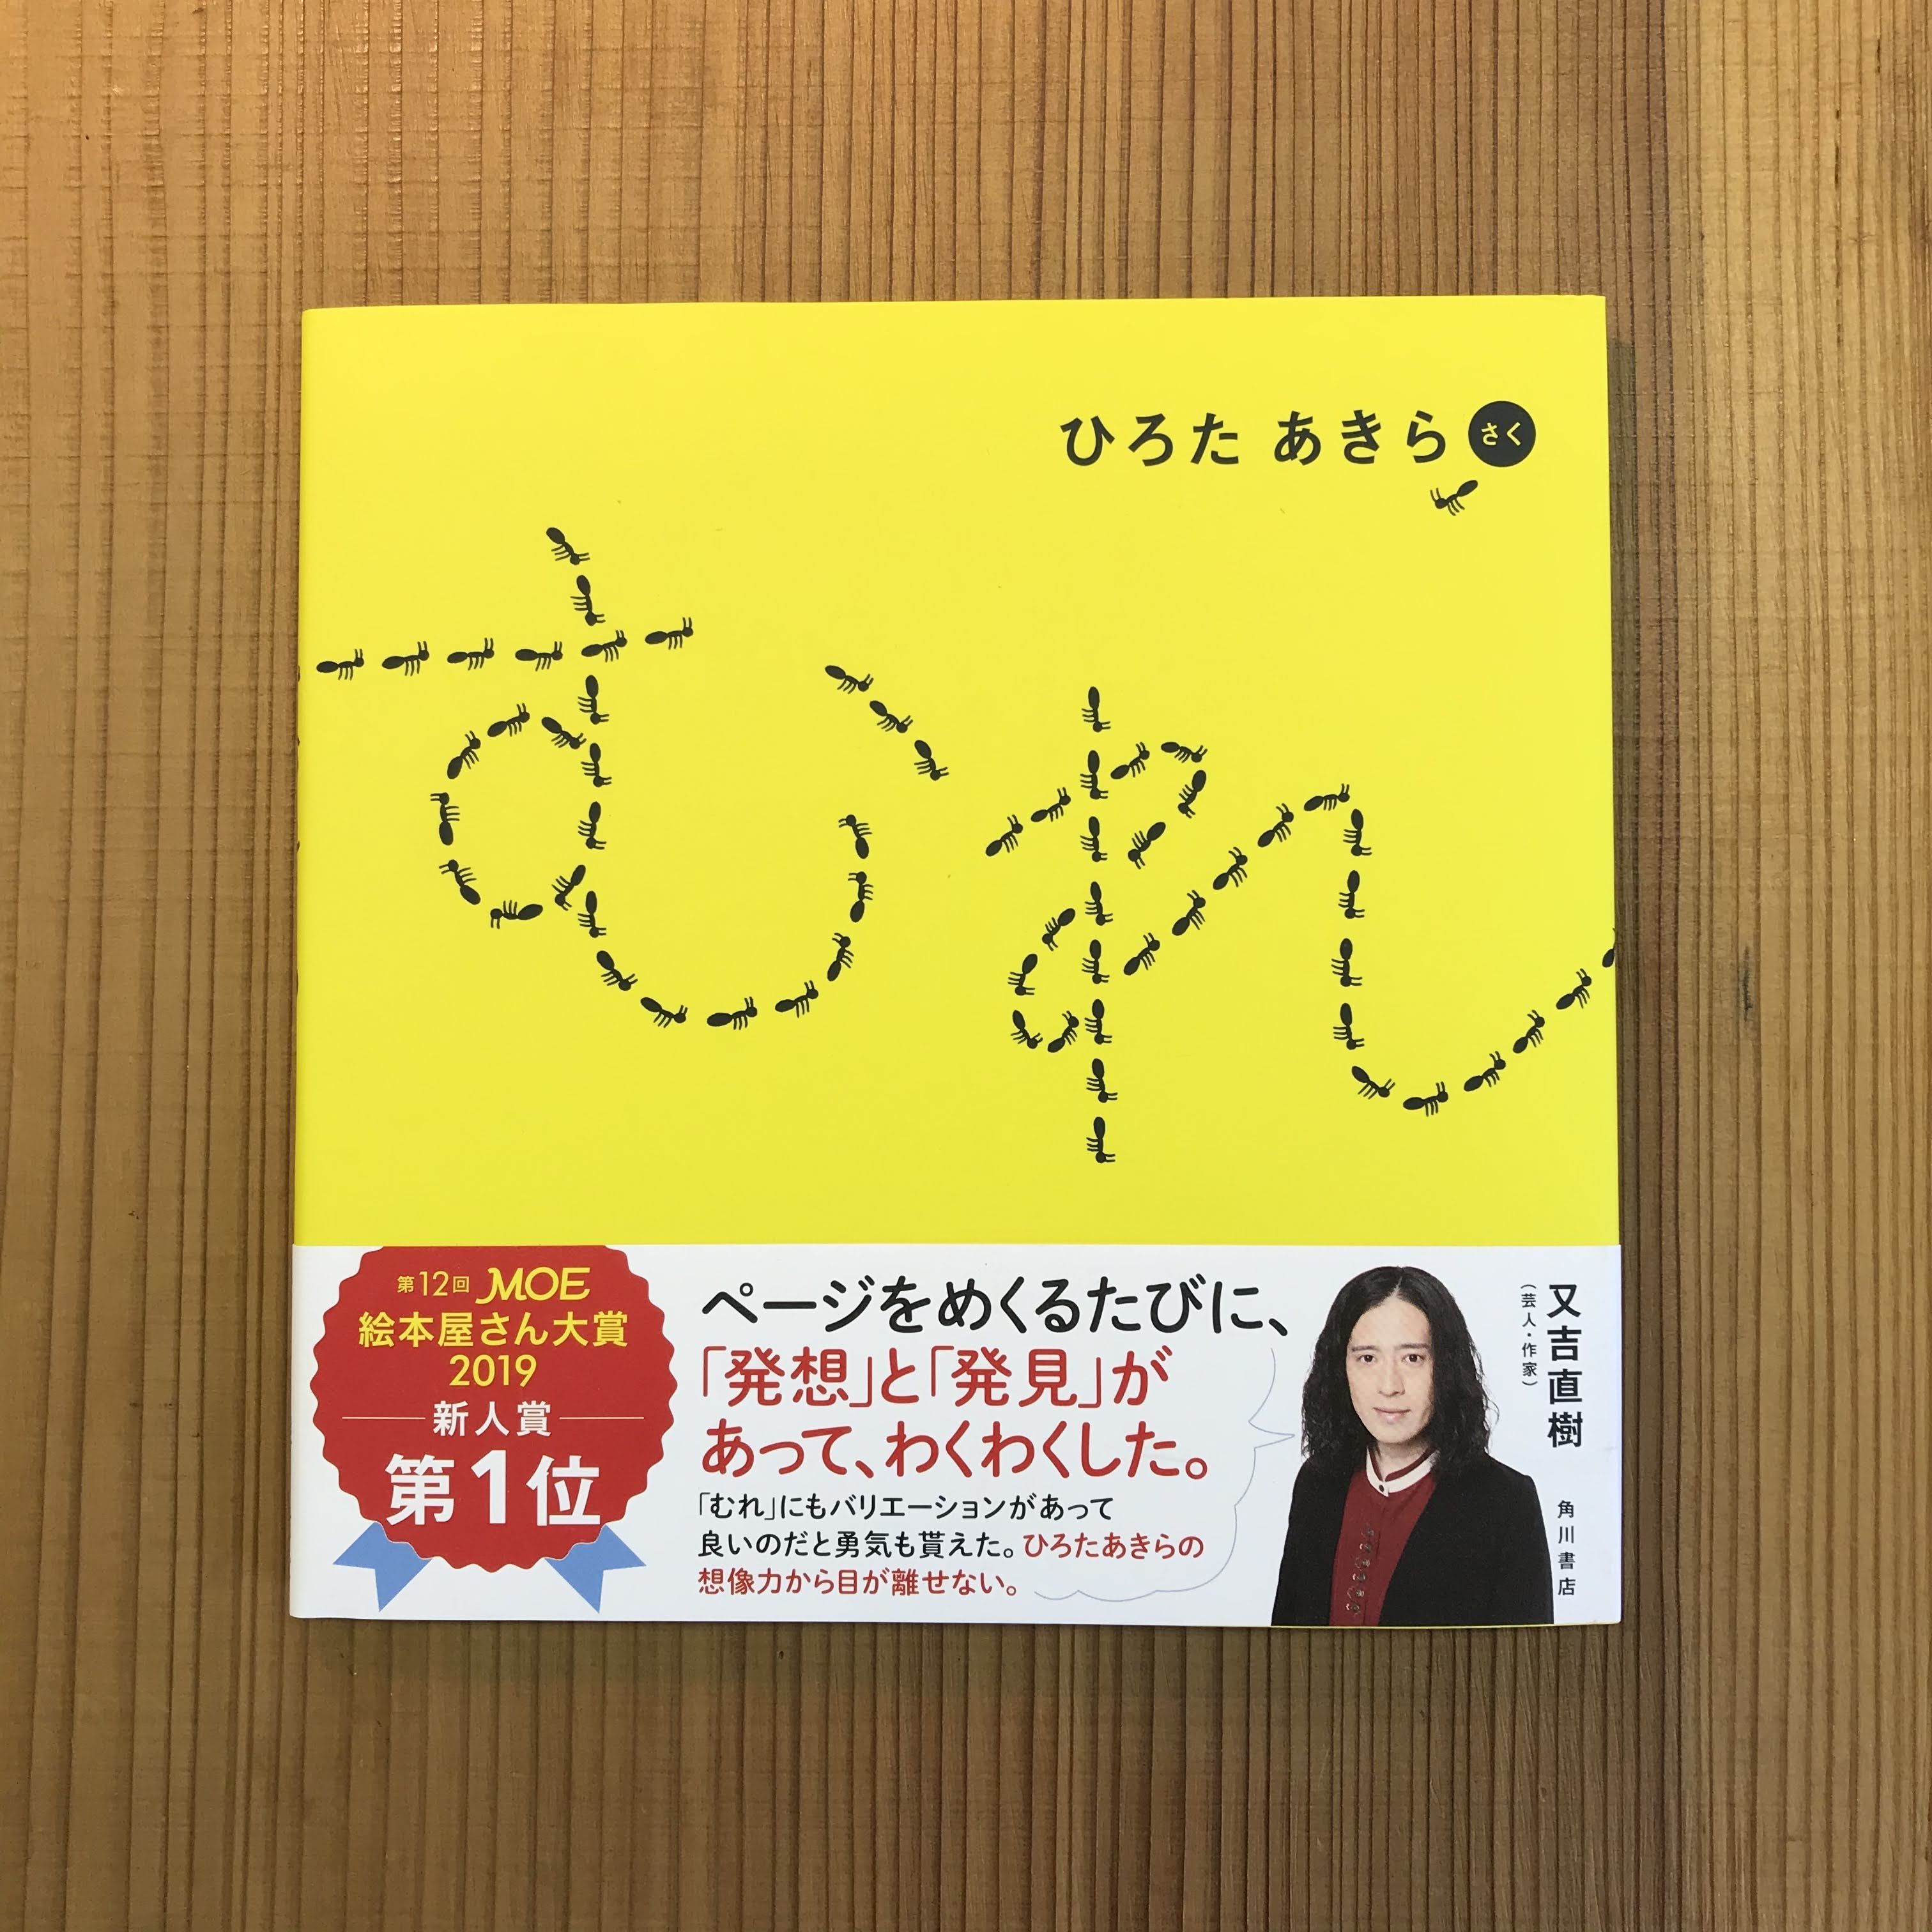 ひろた あきら さく
むれ
第12回 MOE
絵本屋さん大賞
2019
新人賞
第1位
ページをめくるたびに、
「発想」と「発見」が
あって、わくわくした。
「むれ」にもバリエーションがあって
良いのだと勇気も貰えた。ひろたあきらの
想像力から目が離せない。
又吉直樹
(芸人・作家)
角川書店